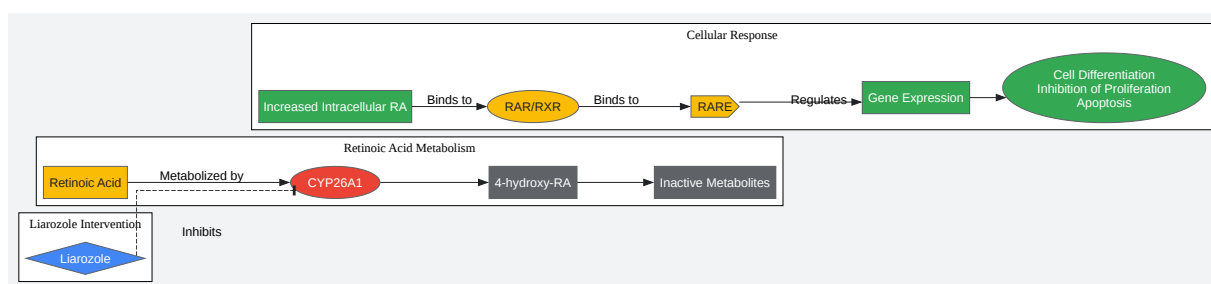 Cellular Response
Increased Intracellular RA
Binds to
RAR/RXR
Binds to
RARE
Regulates
Gene Expression
Cell Differentiation
Inhibition of Proliferation
Apoptosis
Retinoic Acid Metabolism
Retinoic Acid
Metabolized by
CYP26A1
4-hydroxy-RA
Inactive Metabolites
Liarozole Intervention
Inhibits
Liarozole